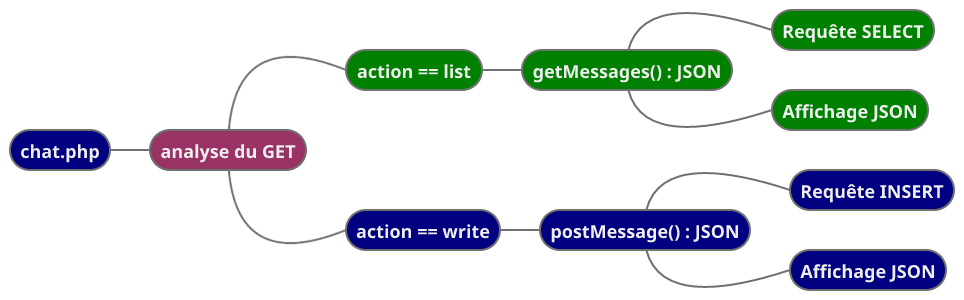 chat.php
analyse du GET
action == list
getMessages() : JSON
Requête SELECT
Affichage JSON
action == write
postMessage() : JSON
Requête INSERT
Affichage JSON